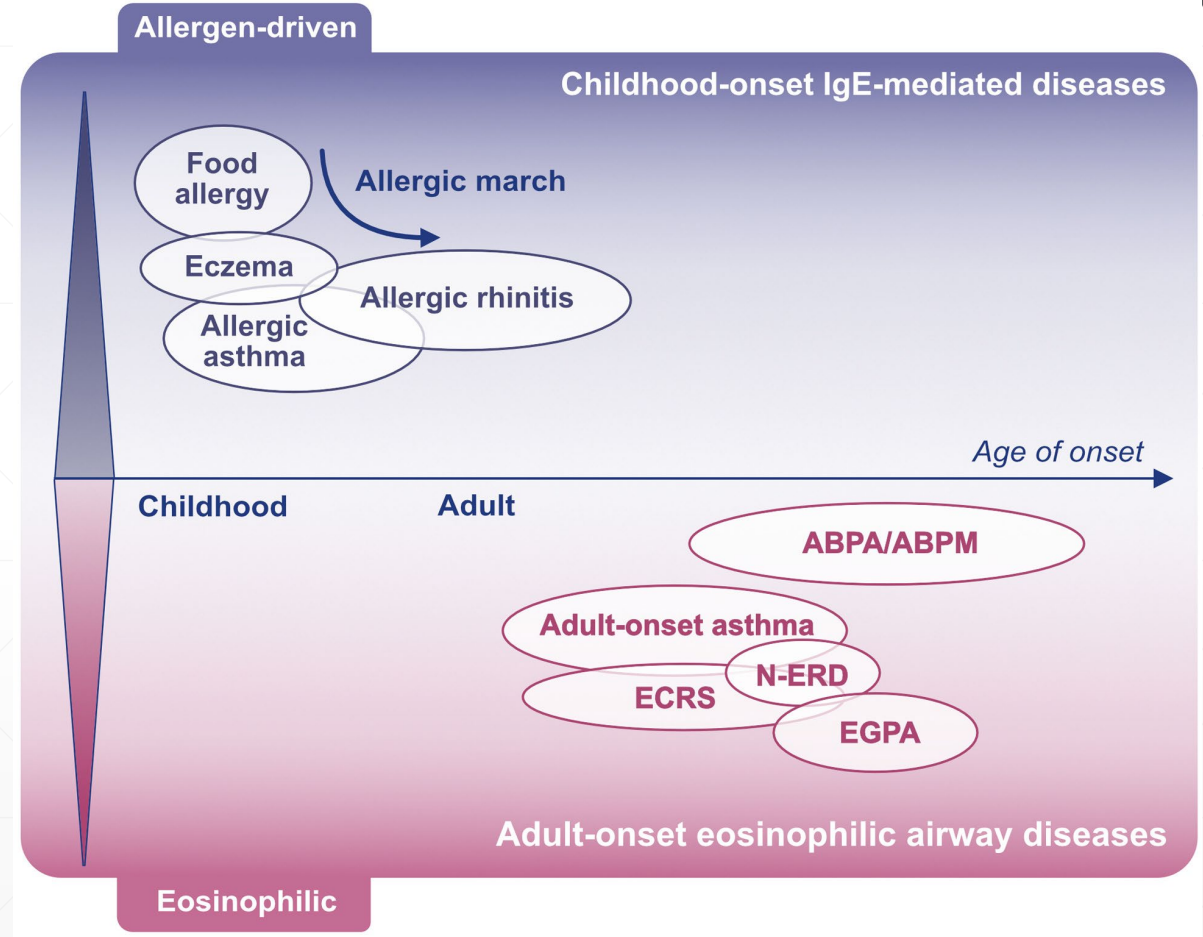 Allergen-driven
Childhood-onset IgE-mediated diseases
Food
allergy
Allergic march
Eczema
Allergic rhinitis
Allergic
asthma
Age of onset
Childhood
Adult
ABPA/ABPM
Adult-onset asthma
N-ERD
ECRS
EGPA
Adult-onset eosinophilic airway diseases
Eosinophilic